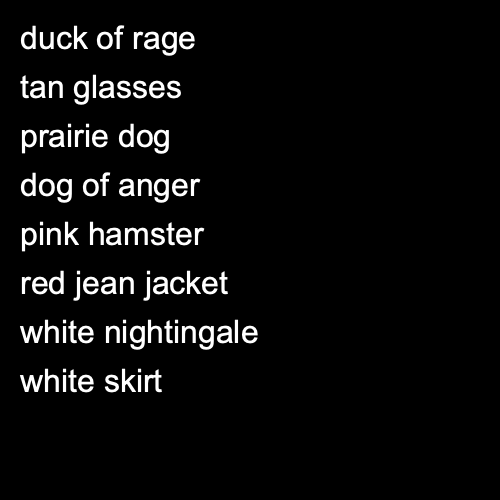 duck of rage
tan glasses
prairie dog
dog of anger
pink hamster
red jean jacket
white nightingale
white skirt